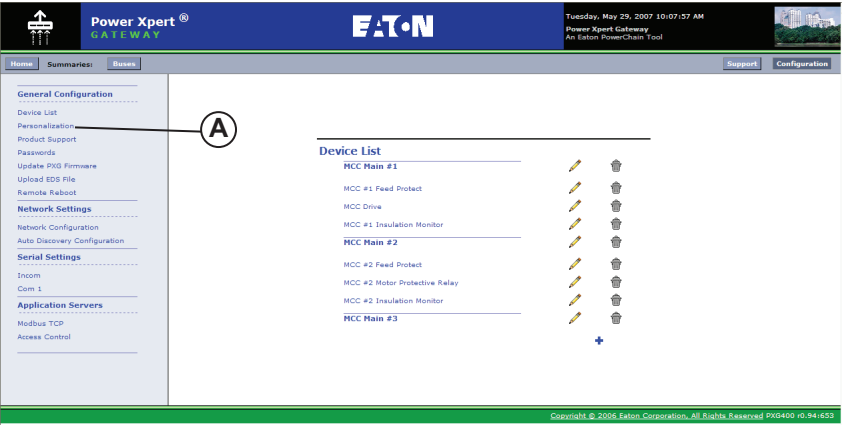 Power Xpert ®
GATEWAY
EATON
Tuesday, May 29, 2007 10:07:57 AM
Power Xpert Gateway
An Eaton PowerChain Tool
Home Summaries: Buses Support Configuration
General Configuration
Device List
Personalization
Product Support
Passwords
Update PXG Firmware
Upload EDS File
Remote Reboot
Network Settings
Network Configuration
Auto Discovery Configuration
Serial Settings
Incom
Com 1
Application Servers
Modbus TCP
Access Control
A
Device List
MCC Main #1
MCC #1 Feed Protect
MCC Drive
MCC #1 Insulation Monitor
MCC Main #2
MCC #2 Feed Protect
MCC #2 Motor Protective Relay
MCC #2 Insulation Monitor
MCC Main #3
Copyright © 2006 Eaton Corporation, All Rights Reserved PXG400 r0.94:653